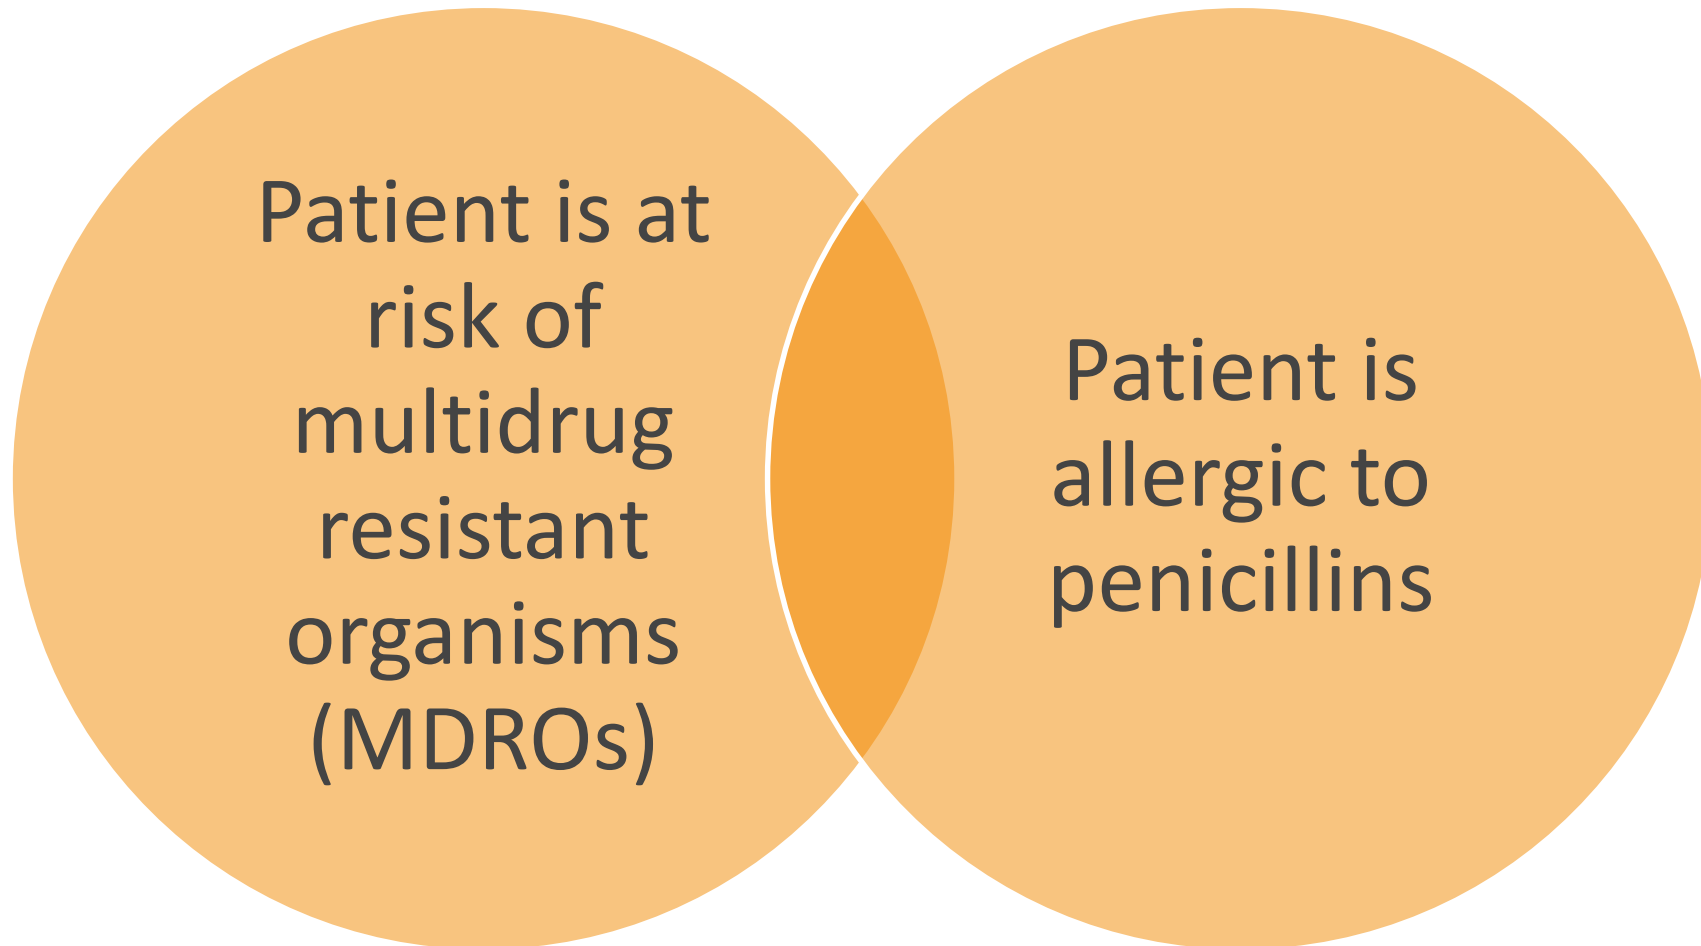 Patient is at
risk of
multidrug
resistant
organisms
(MDROs)
Patient is
allergic to
penicillins